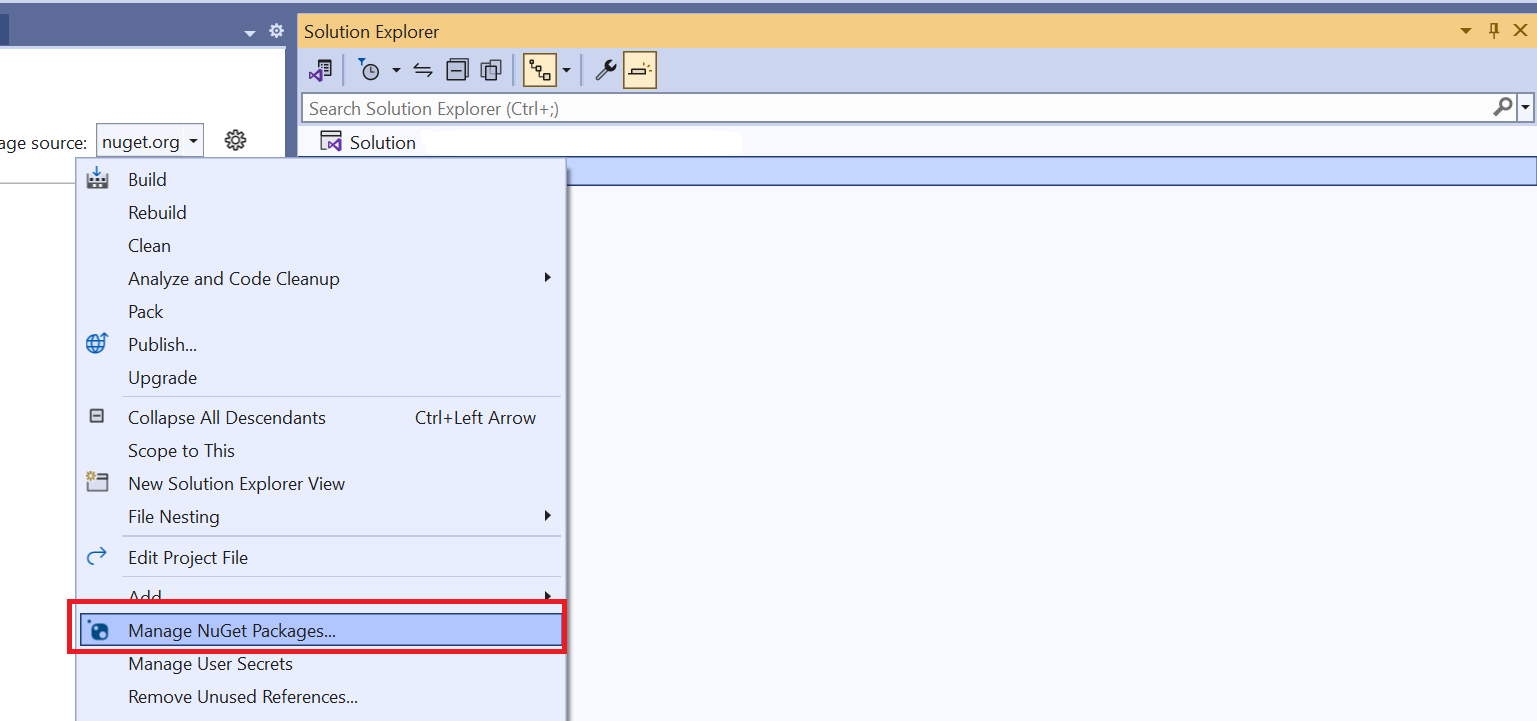 Solution Explorer
Search Solution Explorer (Ctrl+;)
age source: nuget.org
Solution
Build
Rebuild
Clean
Analyze and Code Cleanup
Pack
Publish...
Upgrade
Collapse All Descendants Ctrl+Left Arrow
Scope to This
New Solution Explorer View
File Nesting
Edit Project File
Add
Manage NuGet Packages...
Manage User Secrets
Remove Unused References...